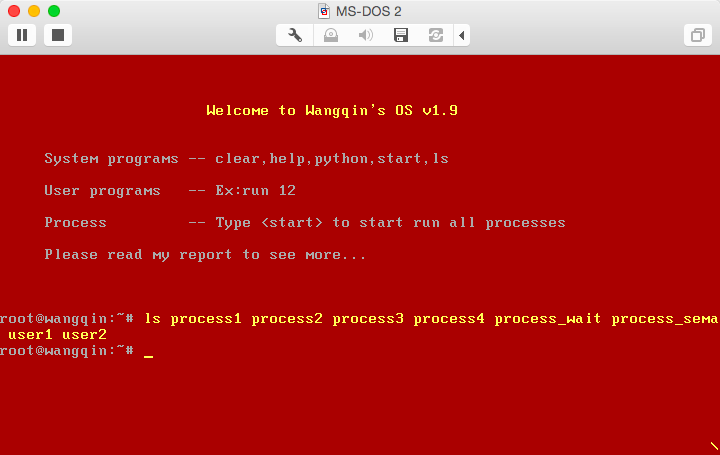 MS-DOS 2
Welcome to Wangqin's OS v1.9
System programs -- clear,help,python,start,ls
User programs   -- Ex:run 12
Process         -- Type <start> to start run all processes
Please read my report to see more...
root@wangqin:~# ls process1 process2 process3 process4 process_wait process_sema
 user1 user2
root@wangqin:~# _
\